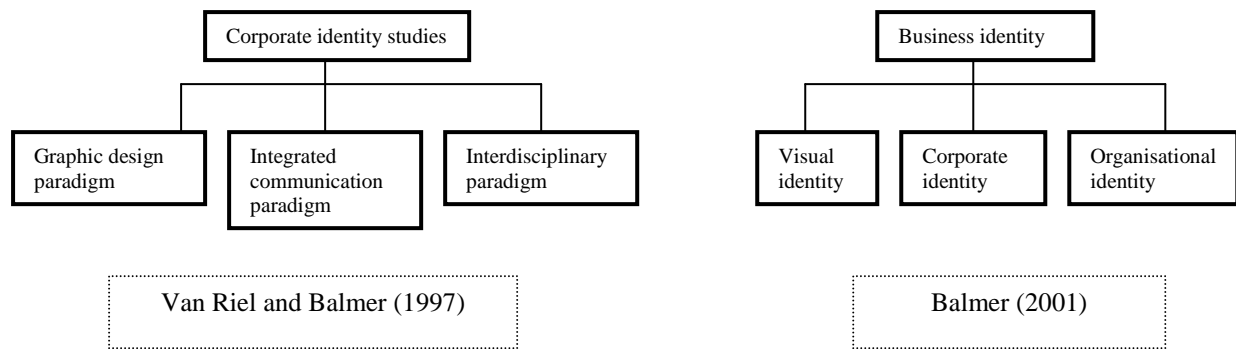 Corporate identity studies
Business identity
Graphic design
paradigm
Integrated
communication
paradigm
Interdisciplinary
paradigm
Visual
identity
Corporate
identity
Organisational
identity
Van Riel and Balmer (1997)
Balmer (2001)